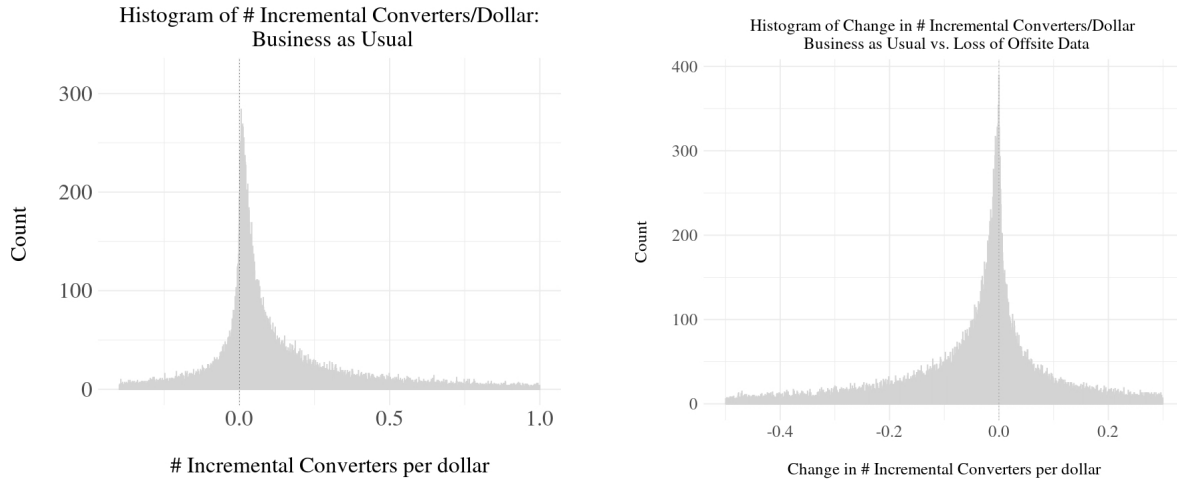 Histogram of # Incremental Converters/Dollar:
Business as Usual
300
200
100
0
Count
0.0 0.5 1.0
# Incremental Converters per dollar
Histogram of Change in # Incremental Converters/Dollar
Business as Usual vs. Loss of Offsite Data
400
300
200
100
0
Count
-0.4 -0.2 0.0 0.2
Change in # Incremental Converters per dollar